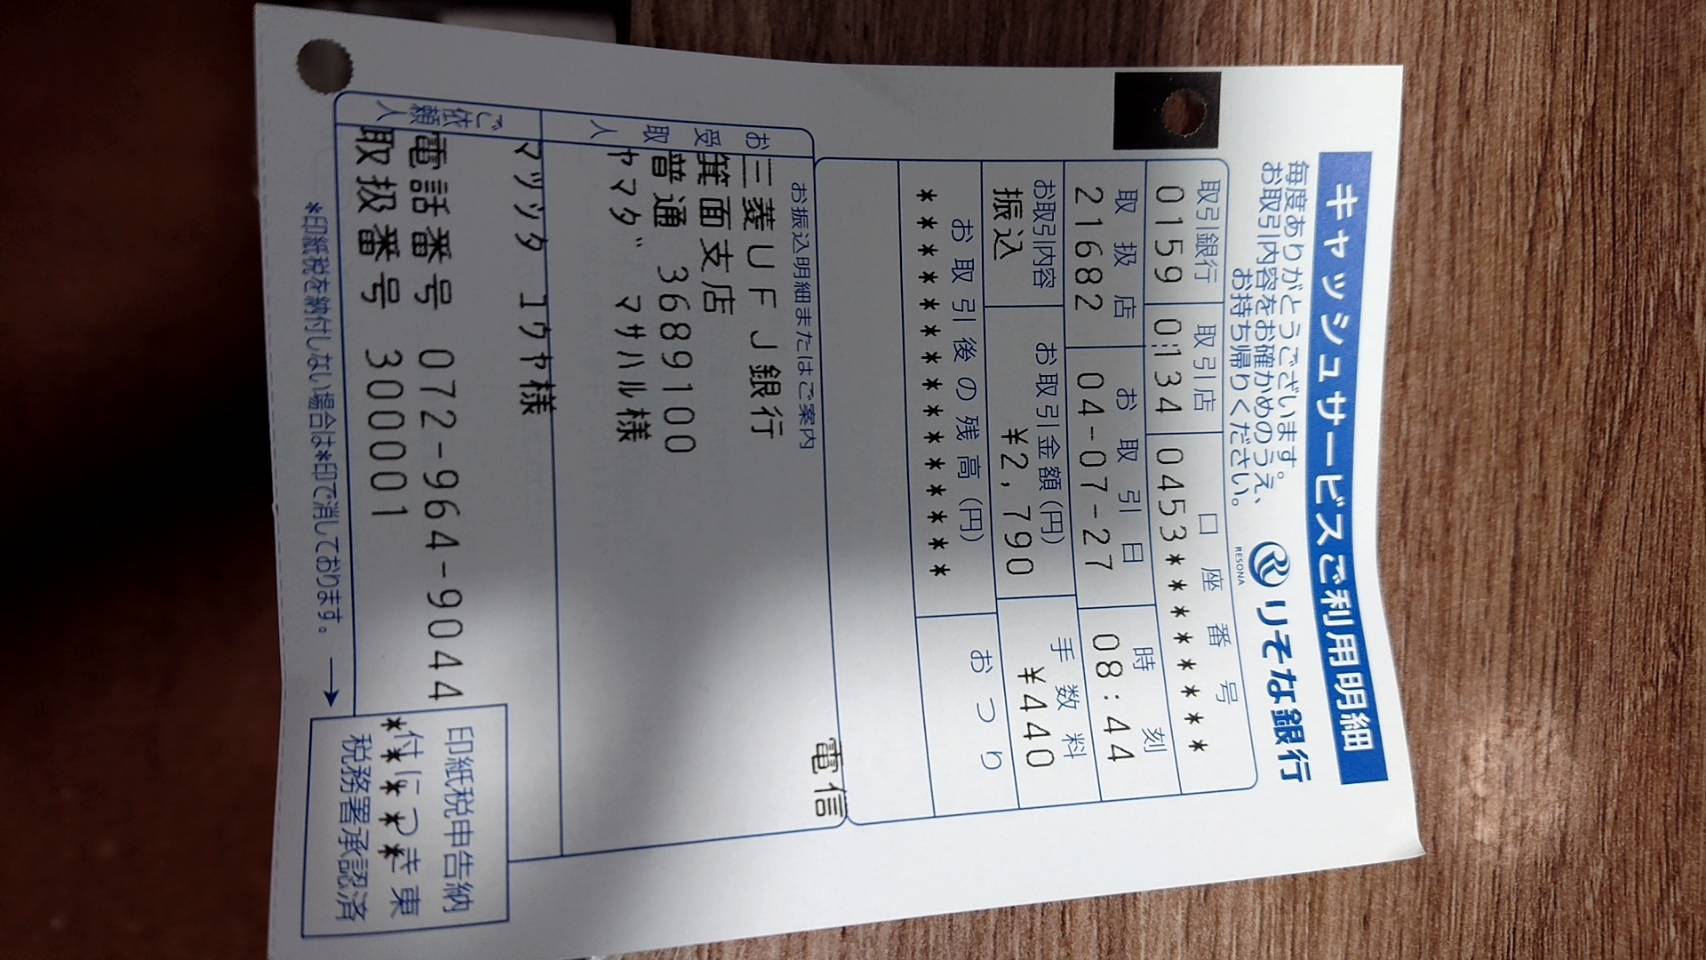 キャッシュサービスご利用明細
毎度ありがとうございます。
お取引内容をお確かめのうえ、
お持ち帰りください。
RESONA
りそな銀行
取引銀行 取引店 口座番号
0159 0134 0453*********
取扱店 お取引日 時刻
21682 04-07-27 08:44
お取引内容 お取引金額(円) 手数料
振込 ¥2,790 ¥440
お取引後の残高(円) おつり
***************
お振込明細またはご案内
電信
お受取人
三菱UFJ銀行
箕面支店
普通 3689100
ヤマダ マサハル様
ご依頼人
マツダ ユウヤ様
電話番号 072-964-9044
取扱番号 300001
*印紙税を納付しない場合は*印で消しております。 →
印紙税申告納
付につき東
*****
税務署承認済